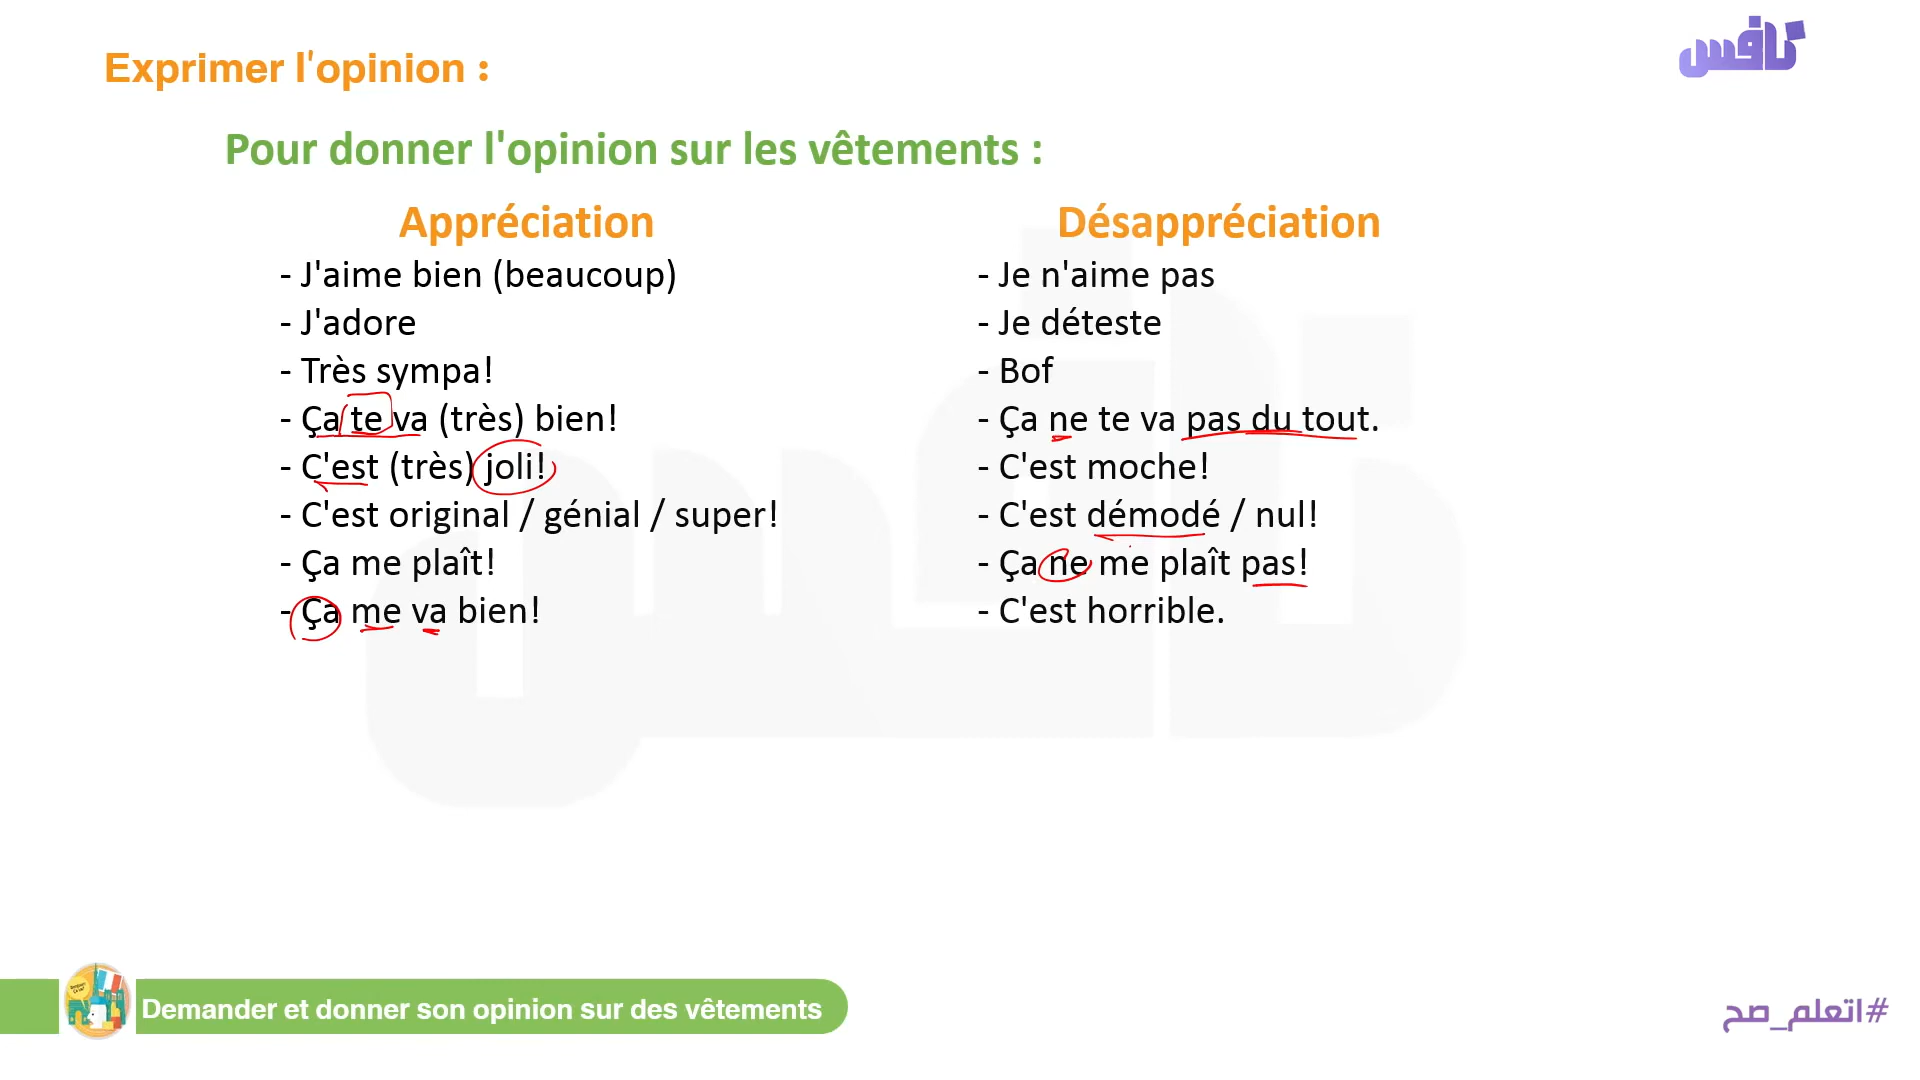 Exprimer l'opinion :
نافس
Pour donner l'opinion sur les vêtements :
Appréciation
- J'aime bien (beaucoup)
- J'adore
- Très sympa!
- Ça te va (très) bien!
- C'est (très) joli!
- C'est original / génial / super!
- Ça me plaît!
- Ça me va bien!
Désappréciation
- Je n'aime pas
- Je déteste
- Bof
- Ça ne te va pas du tout.
- C'est moche!
- C'est démodé / nul!
- Ça ne me plaît pas!
- C'est horrible.
Demander et donner son opinion sur des vêtements
#اتعلم_صح